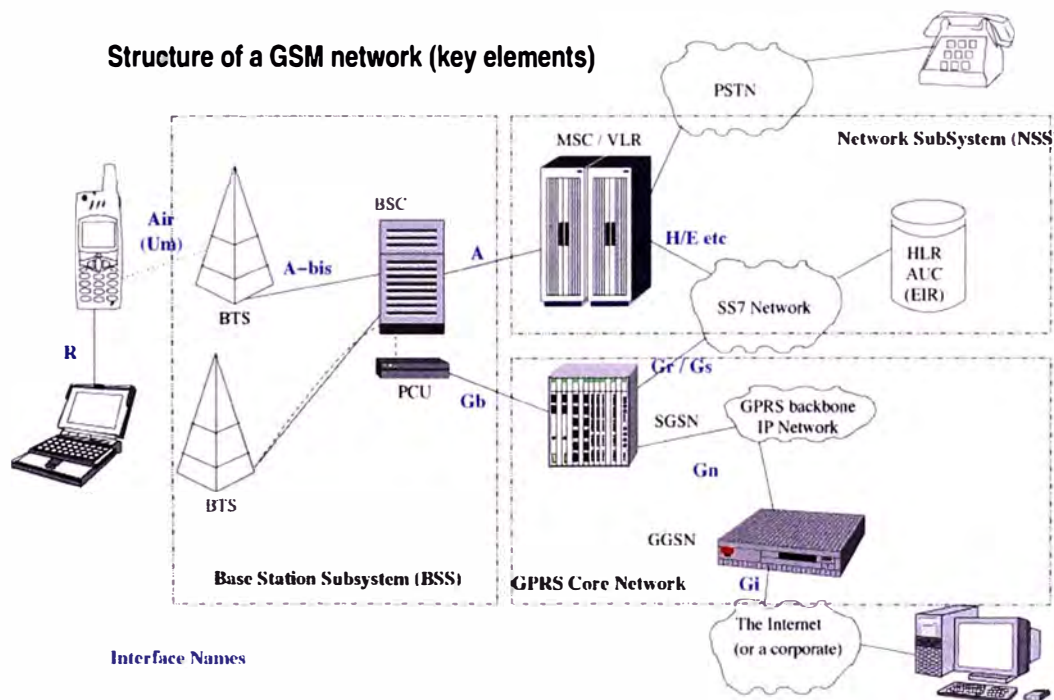 Structure of a GSM network (key elements)
PSTN
MSC / VLR
Network SubSystem (NSS
BSC
Air
(Um)
A-bis
A
H/E etc
HLR
AUC
(EIR)
BTS
SS7 Network
R
PCU
Gb
Gr / Gs
SGSN
GPRS backbone
IP Network
Gn
BTS
GGSN
Base Station Subsystem (BSS)
GPRS Core Network
Gi
The Internet
(or a corporate)
Interface Names